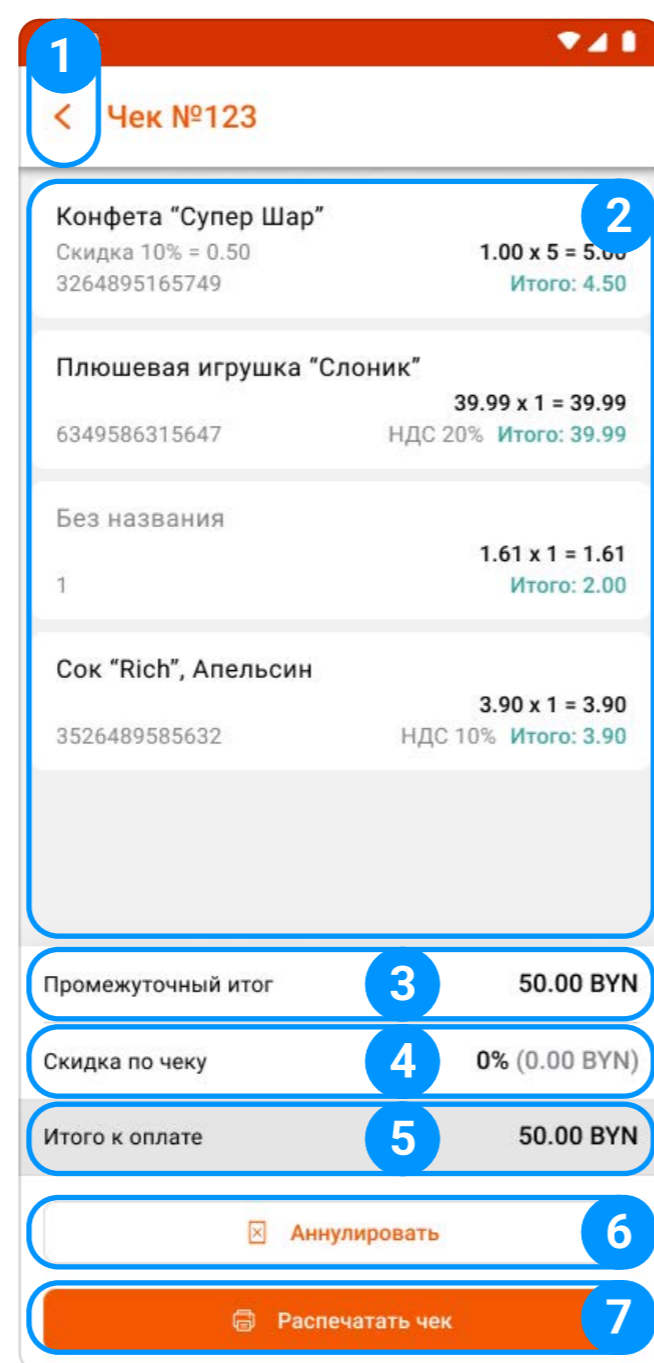 1
Чек №123
2
Конфета “Супер Шар”
Скидка 10% = 0.50 1.00 x 5 = 5.00
3264895165749 Итого: 4.50
Плюшевая игрушка “Слоник”
39.99 x 1 = 39.99
6349586315647 НДС 20% Итого: 39.99
Без названия
1.61 x 1 = 1.61
1 Итого: 2.00
Сок “Rich”, Апельсин
3.90 x 1 = 3.90
3526489585632 НДС 10% Итого: 3.90
Промежуточный итог 3 50.00 BYN
Скидка по чеку 4 0% (0.00 BYN)
Итого к оплате 5 50.00 BYN
Аннулировать 6
Распечатать чек 7